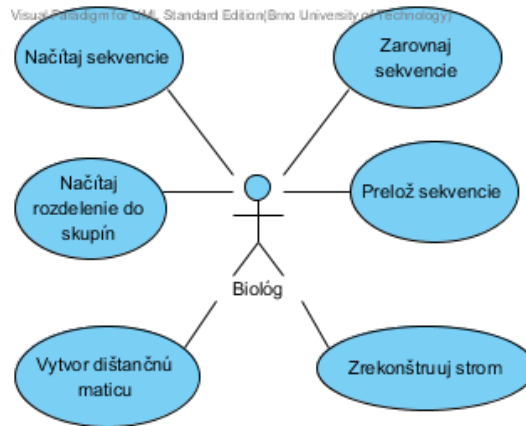 Visual Paradigm for UML Standard Edition(Brno University of Technology)
Načítaj sekvencie
Zarovnaj
sekvencie
Načítaj
rozdelenie do
skupín
Prelož sekvencie
Biológ
Vytvor dištančnú
maticu
Zrekonštruuj strom